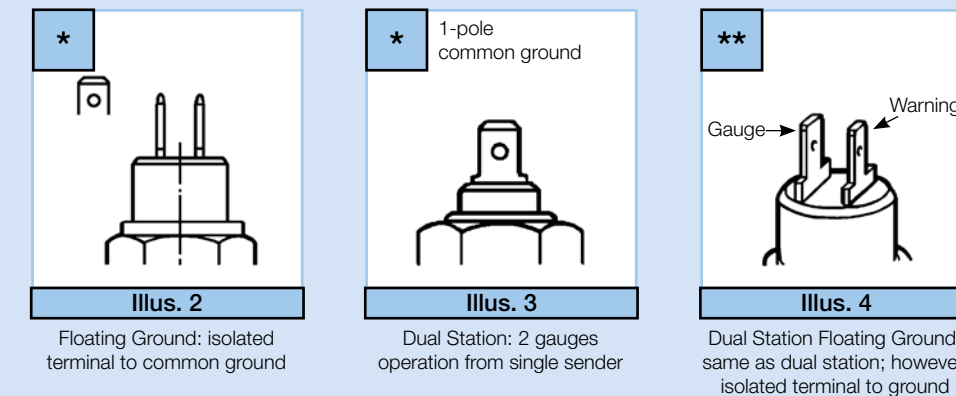 *
Illus. 2
Floating Ground: isolated
terminal to common ground
*
1-pole
common ground
Illus. 3
Dual Station: 2 gauges
operation from single sender
**
Gauge
Warning
Illus. 4
Dual Station Floating Ground
same as dual station; howeve
isolated terminal to ground